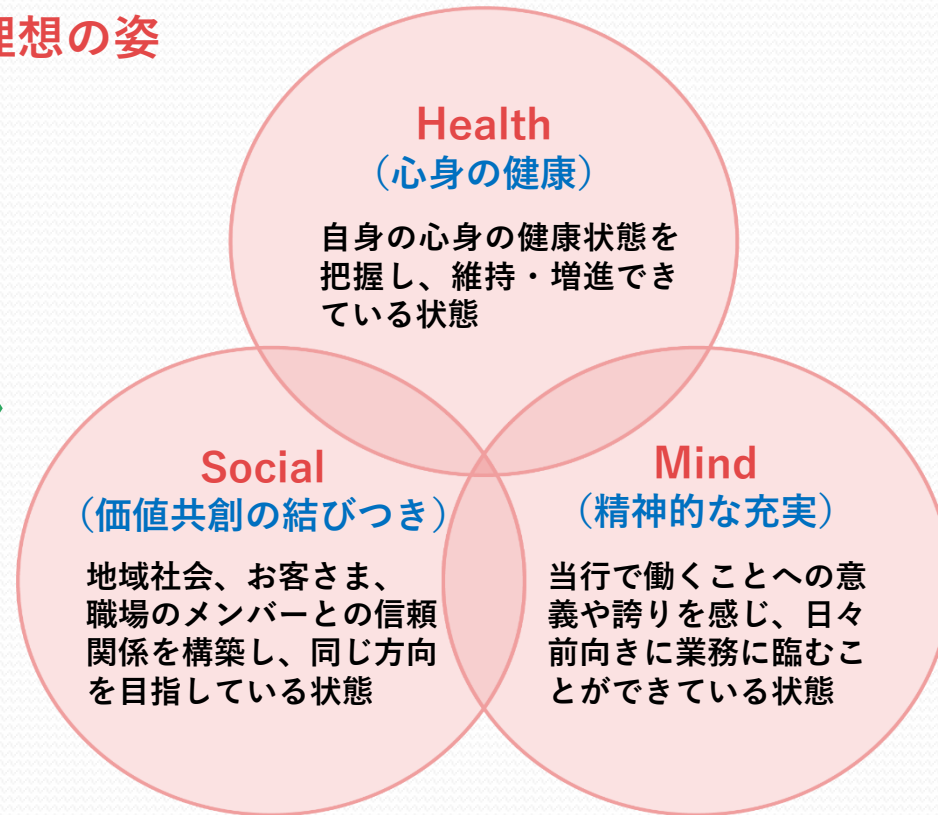 理想の姿
Health
（心身の健康）
自身の心身の健康状態を
把握し、維持・増進でき
ている状態
Social
（価値共創の結びつき）
地域社会、お客さま、
職場のメンバーとの信頼
関係を構築し、同じ方向
を目指している状態
Mind
（精神的な充実）
当行で働くことへの意
義や誇りを感じ、日々
前向きに業務に臨むこ
とができている状態